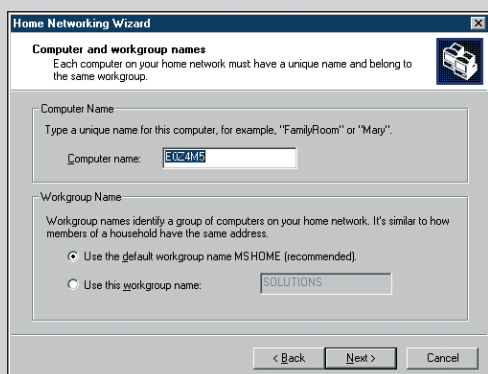 Home Networking Wizard
Computer and workgroup names
Each computer on your home network must have a unique name and belong to
the same workgroup.
Computer Name
Type a unique name for this computer, for example, "FamilyRoom" or "Mary".
Computer name:
E0Z4M5
Workgroup Name
Workgroup names identify a group of computers on your home network. It's similar to how
members of a household have the same address.
Use the default workgroup name MSHOME (recommended).
Use this workgroup name:
SOLUTIONS
< Back
Next >
Cancel